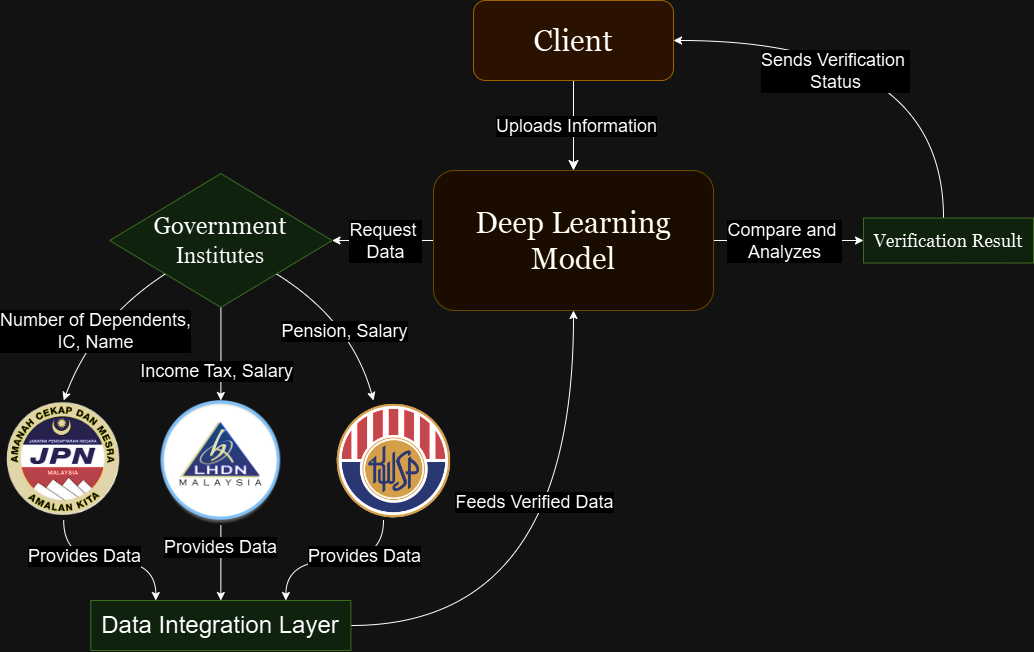 Client
Sends Verification
Status
Uploads Information
Government
Institutes
Request
Data
Deep Learning
Model
Compare and
Analyzes
Verification Result
Number of Dependents,
IC, Name
Income Tax, Salary
Pension, Salary
AMANAH CEKAP DAN MESRA
JABATAN PENDAFTARAN NEGARA
JPN
MALAYSIA
AMALAN KITA
LHDN
MALAYSIA
KWSP
Provides Data
Provides Data
Provides Data
Feeds Verified Data
Data Integration Layer